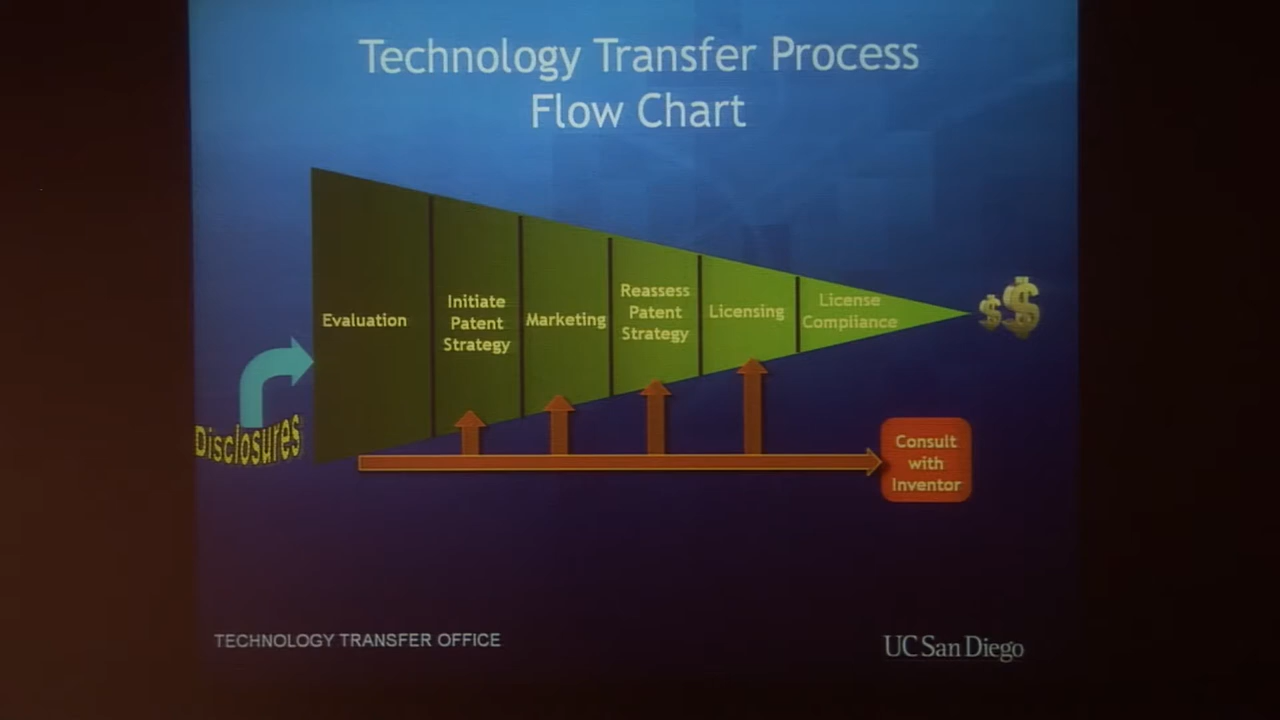 Technology Transfer Process
Flow Chart
Evaluation
Initiate
Patent
Strategy
Marketing
Reassess
Patent
Strategy
Licensing
License
Compliance
$$
Disclosures
Consult
with
Inventor
TECHNOLOGY TRANSFER OFFICE
UC San Diego